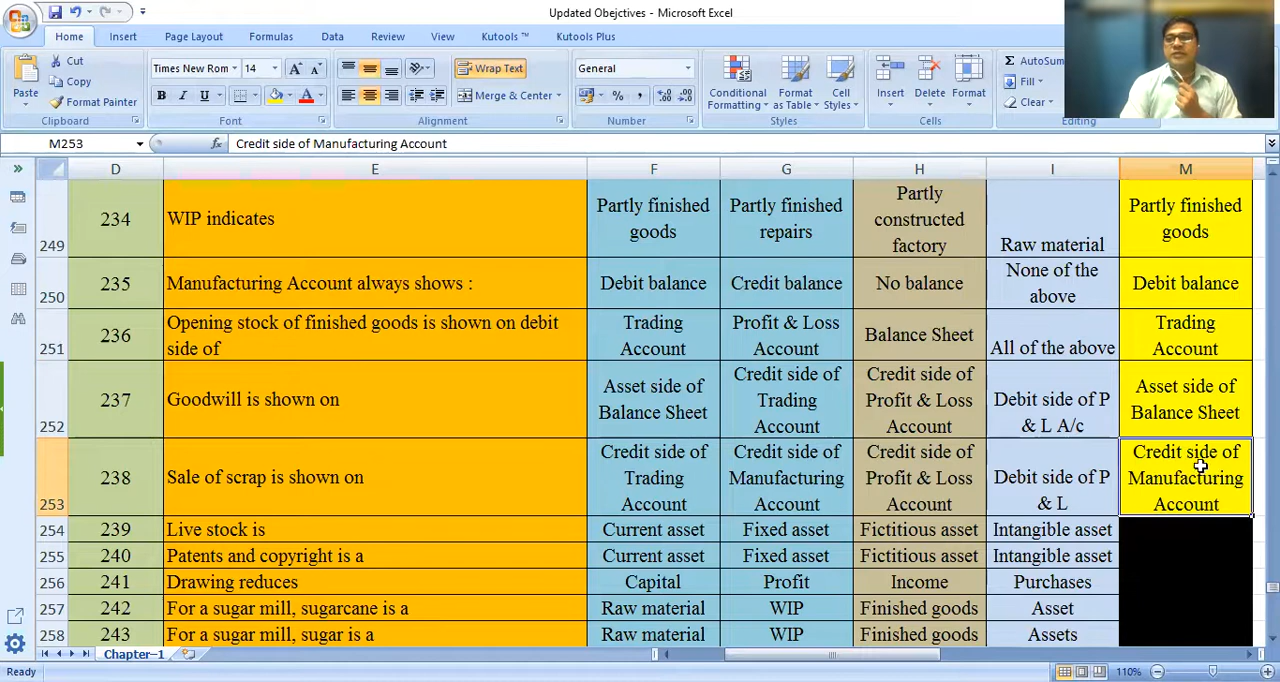 Updated Obejctives - Microsoft Excel
Home Insert Page Layout Formulas Data Review View Kutools™ Kutools Plus
Paste
Cut
Copy
Format Painter
Clipboard
Times New Rom 14
B I U
Font
Wrap Text
Merge & Center
Alignment
General
Number
Conditional Formatting
Format as Table
Cell Styles
Styles
Insert Delete Format
Cells
AutoSum
Fill
Clear
Editing
M253 fx Credit side of Manufacturing Account
D E F G H I M
249 234 WIP indicates
Partly finished goods
Partly finished repairs
Partly constructed factory
Raw material
Partly finished goods
250 235 Manufacturing Account always shows :
Debit balance
Credit balance
No balance
None of the above
Debit balance
251 236 Opening stock of finished goods is shown on debit
side of
Trading Account
Profit & Loss Account
Balance Sheet
All of the above
Trading Account
252 237 Goodwill is shown on
Asset side of Balance Sheet
Credit side of Trading Account
Credit side of Profit & Loss Account
Debit side of P & L A/c
Asset side of Balance Sheet
253 238 Sale of scrap is shown on
Credit side of Trading Account
Credit side of Manufacturing Account
Credit side of Profit & Loss Account
Debit side of P & L
Credit side of Manufacturing Account
254 239 Live stock is Current asset Fixed asset Fictitious asset Intangible asset
255 240 Patents and copyright is a Current asset Fixed asset Fictitious asset Intangible asset
256 241 Drawing reduces Capital Profit Income Purchases
257 242 For a sugar mill, sugarcane is a Raw material WIP Finished goods Asset
258 243 For a sugar mill, sugar is a Raw material WIP Finished goods Assets
Chapter-1
Ready 110%